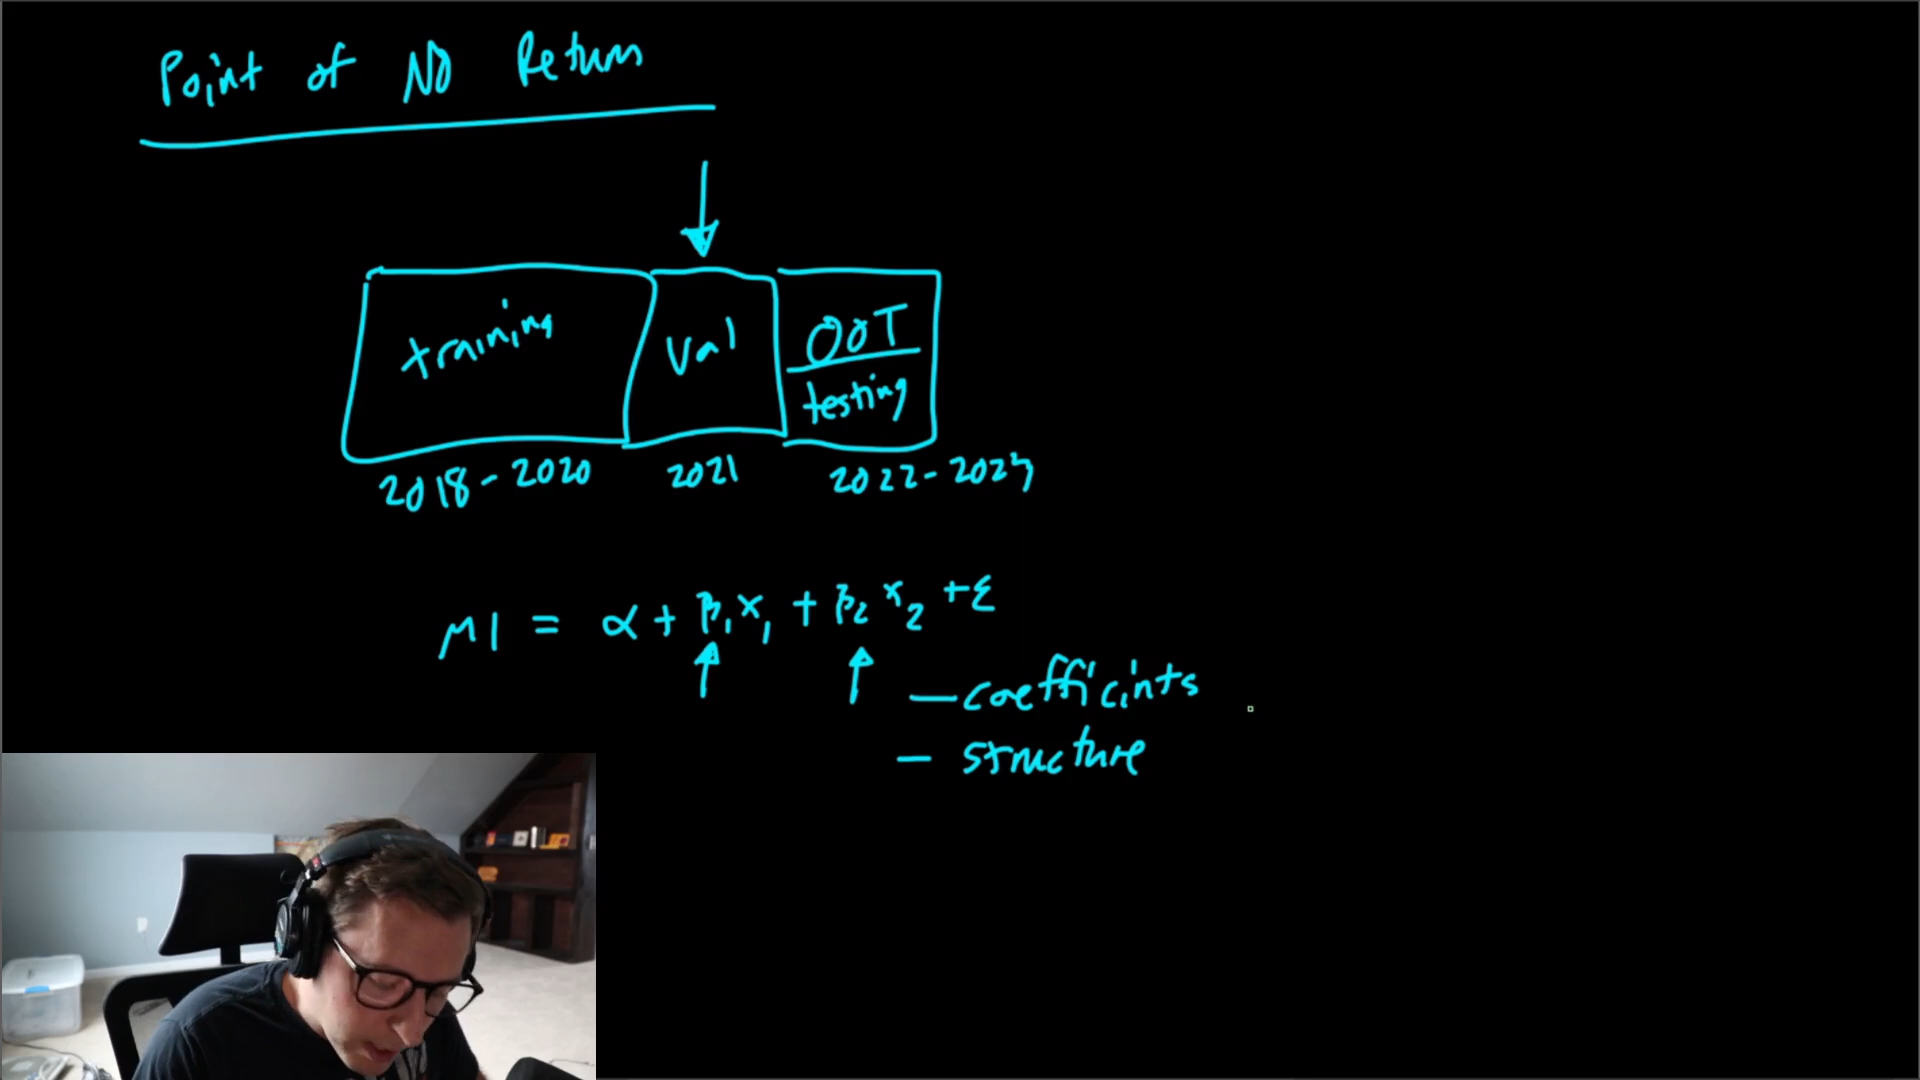 Point of NO Return
training
val
OOT
testing
2018-2020
2021
2022-2023
M1 = α + β₁x₁ + β₂x₂ + ε
— coefficints
— structure